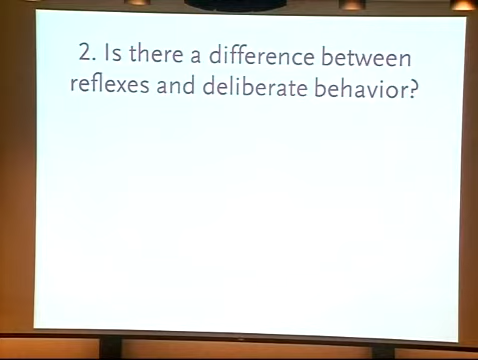 2. Is there a difference between
reflexes and deliberate behavior?